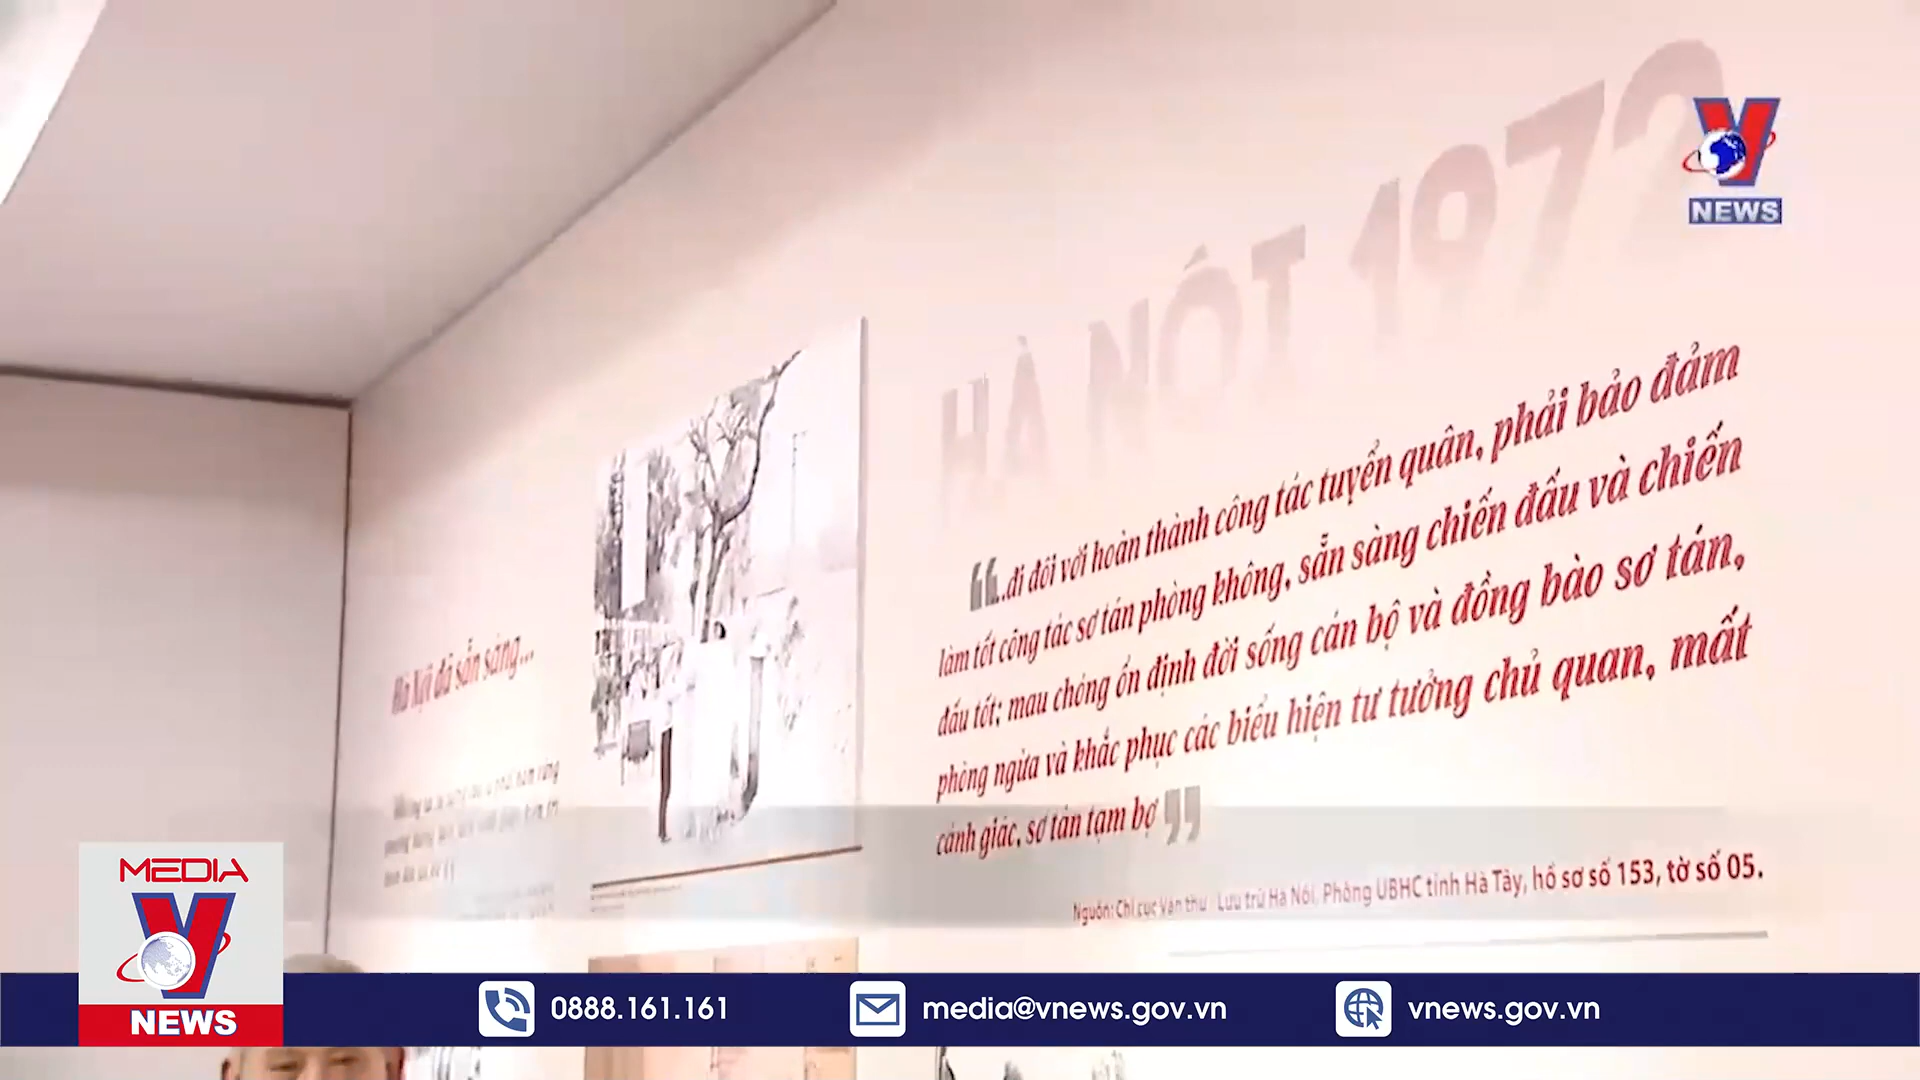 HÀ NÓI 1972
NEWS
“...đi đôi với hoàn thành công tác tuyển quân, phải bảo đảm
làm tốt công tác sơ tán phòng không, sẵn sàng chiến đấu và chiến
đấu tốt; mau chóng ổn định đời sống cán bộ và đồng bào sơ tán,
phòng ngừa và khắc phục các biểu hiện tư tưởng chủ quan, mất
cảnh giác, sơ tán tạm bợ”
Nguồn: Chi cục Văn thư - Lưu trữ Hà Nội, Phông UBHC tỉnh Hà Tây, hồ sơ số 153, tờ số 05.
Hà Nội đã sẵn sàng...
MEDIA
NEWS
0888.161.161
media@vnews.gov.vn
vnews.gov.vn